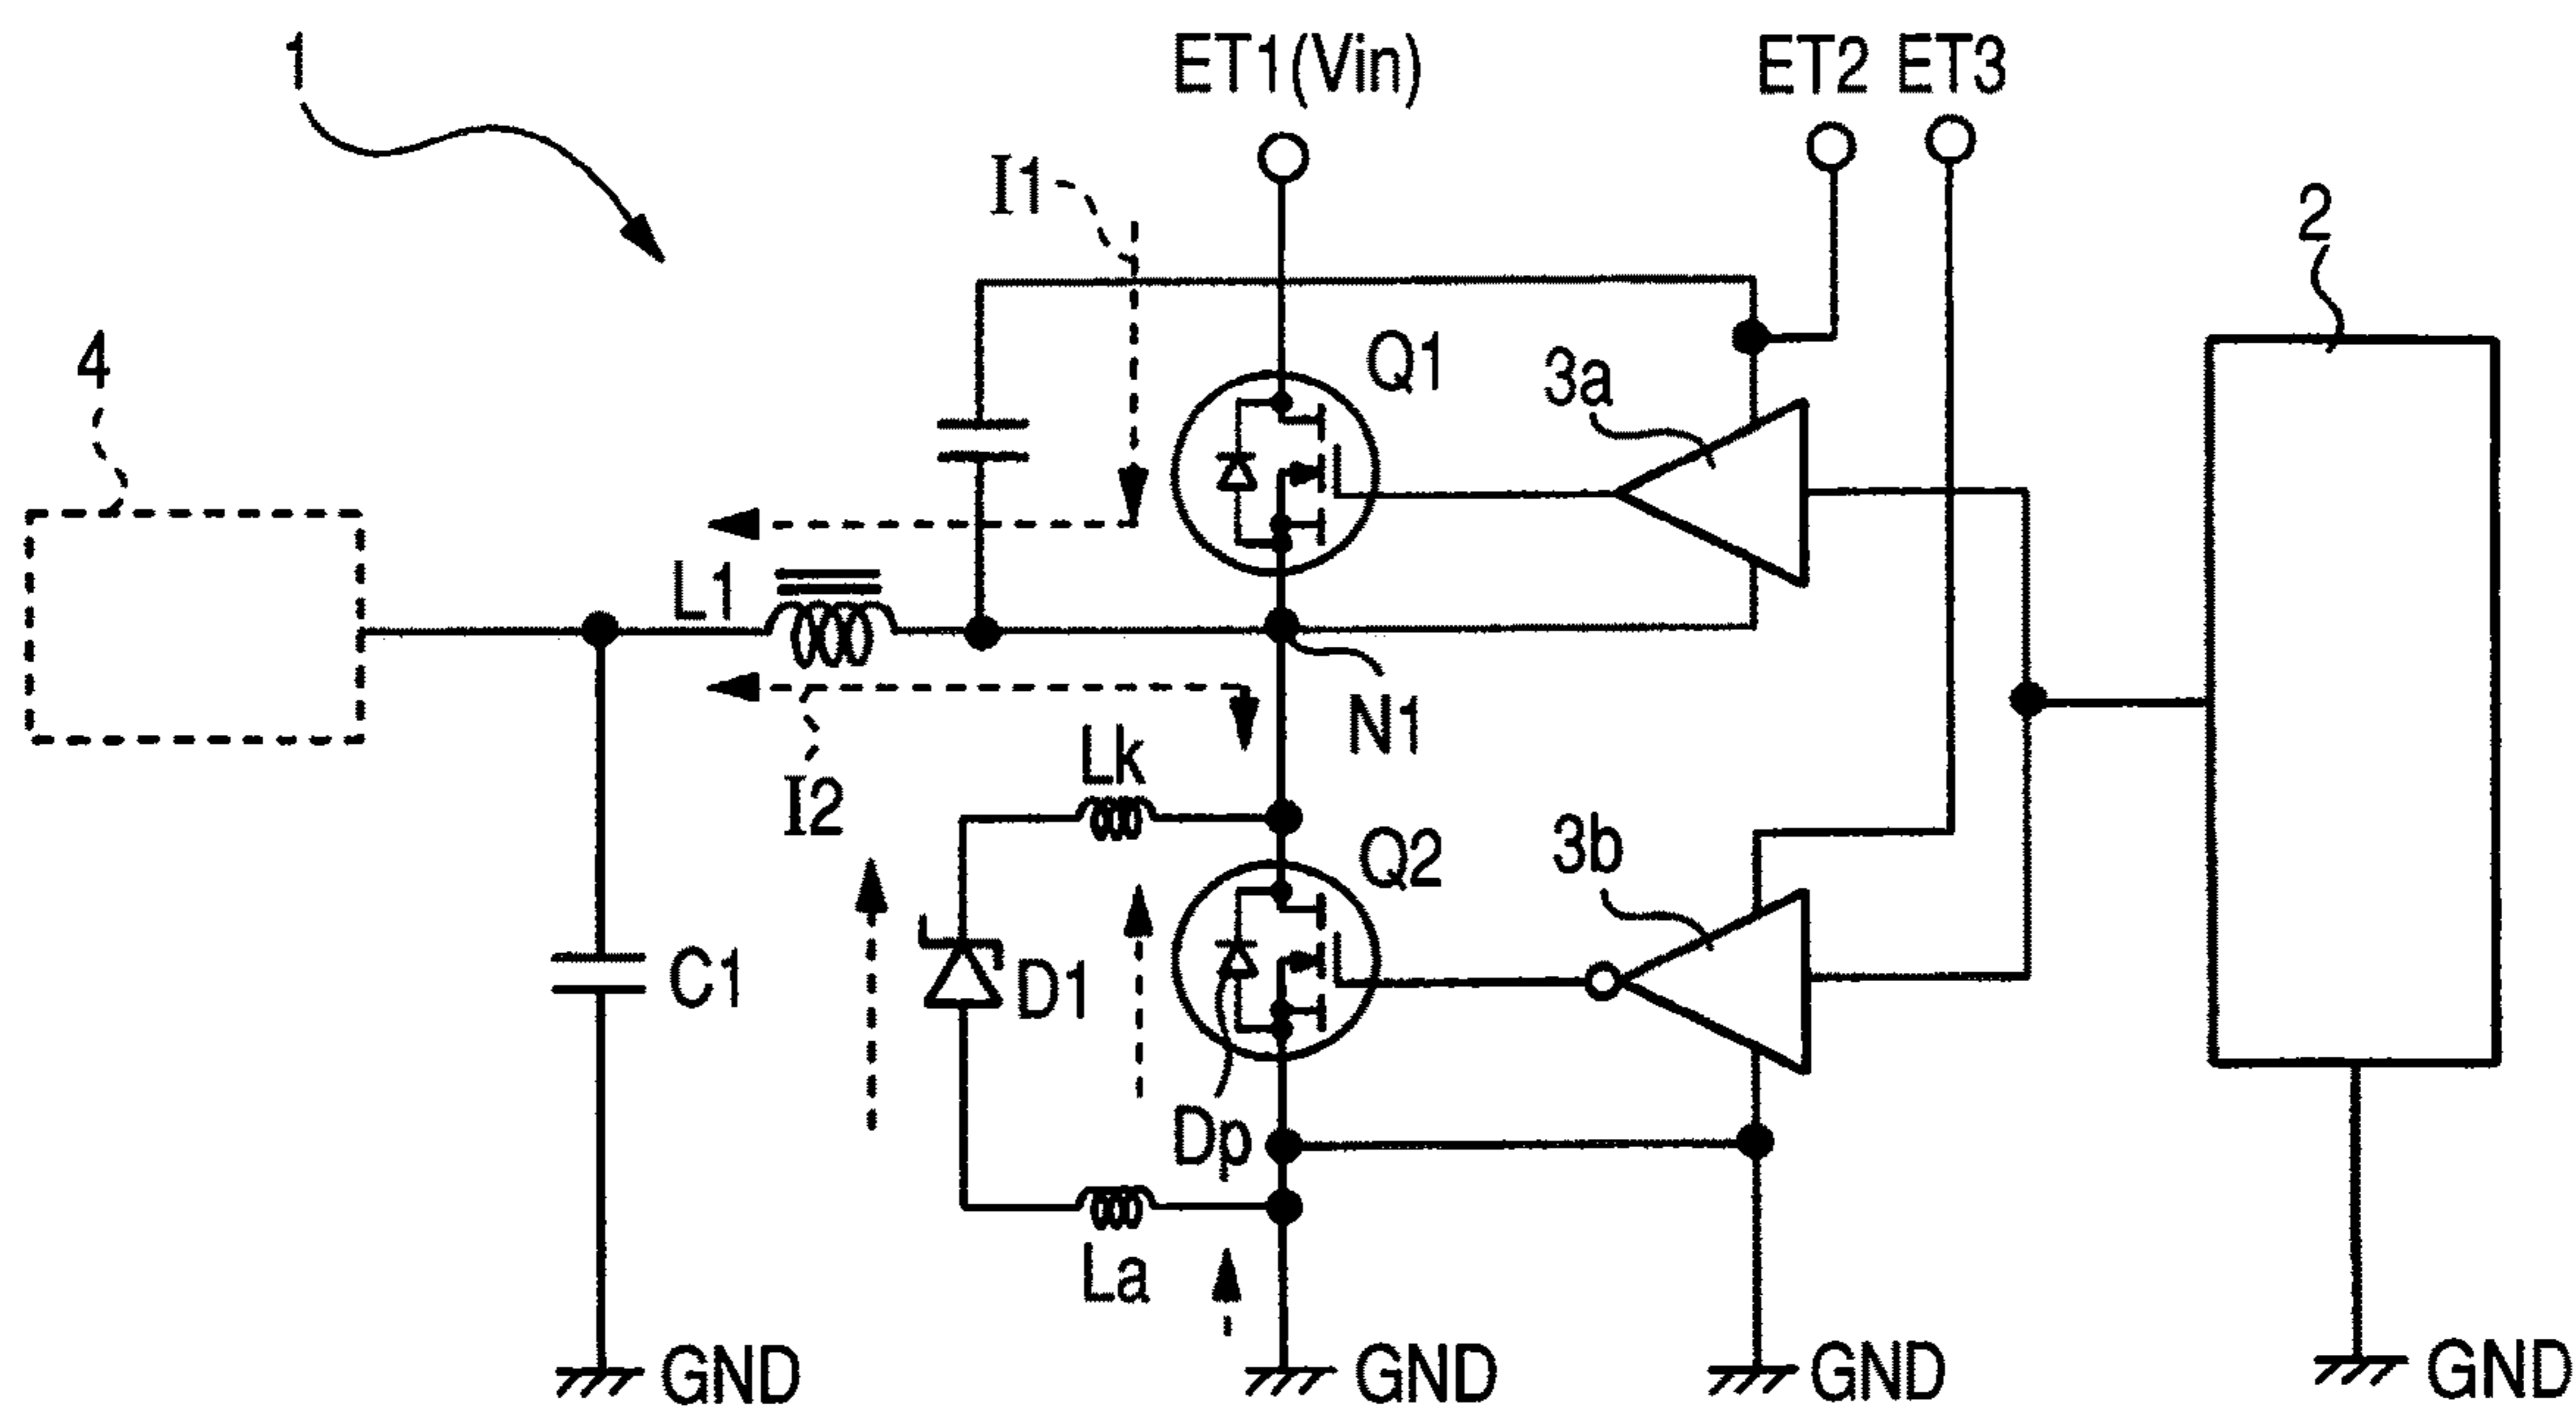 1
ET1(Vin)
ET2
ET3
I1
2
4
Q1
3a
L1
N1
Lk
I2
Q2
3b
C1
D1
Dp
La
GND
GND
GND
GND